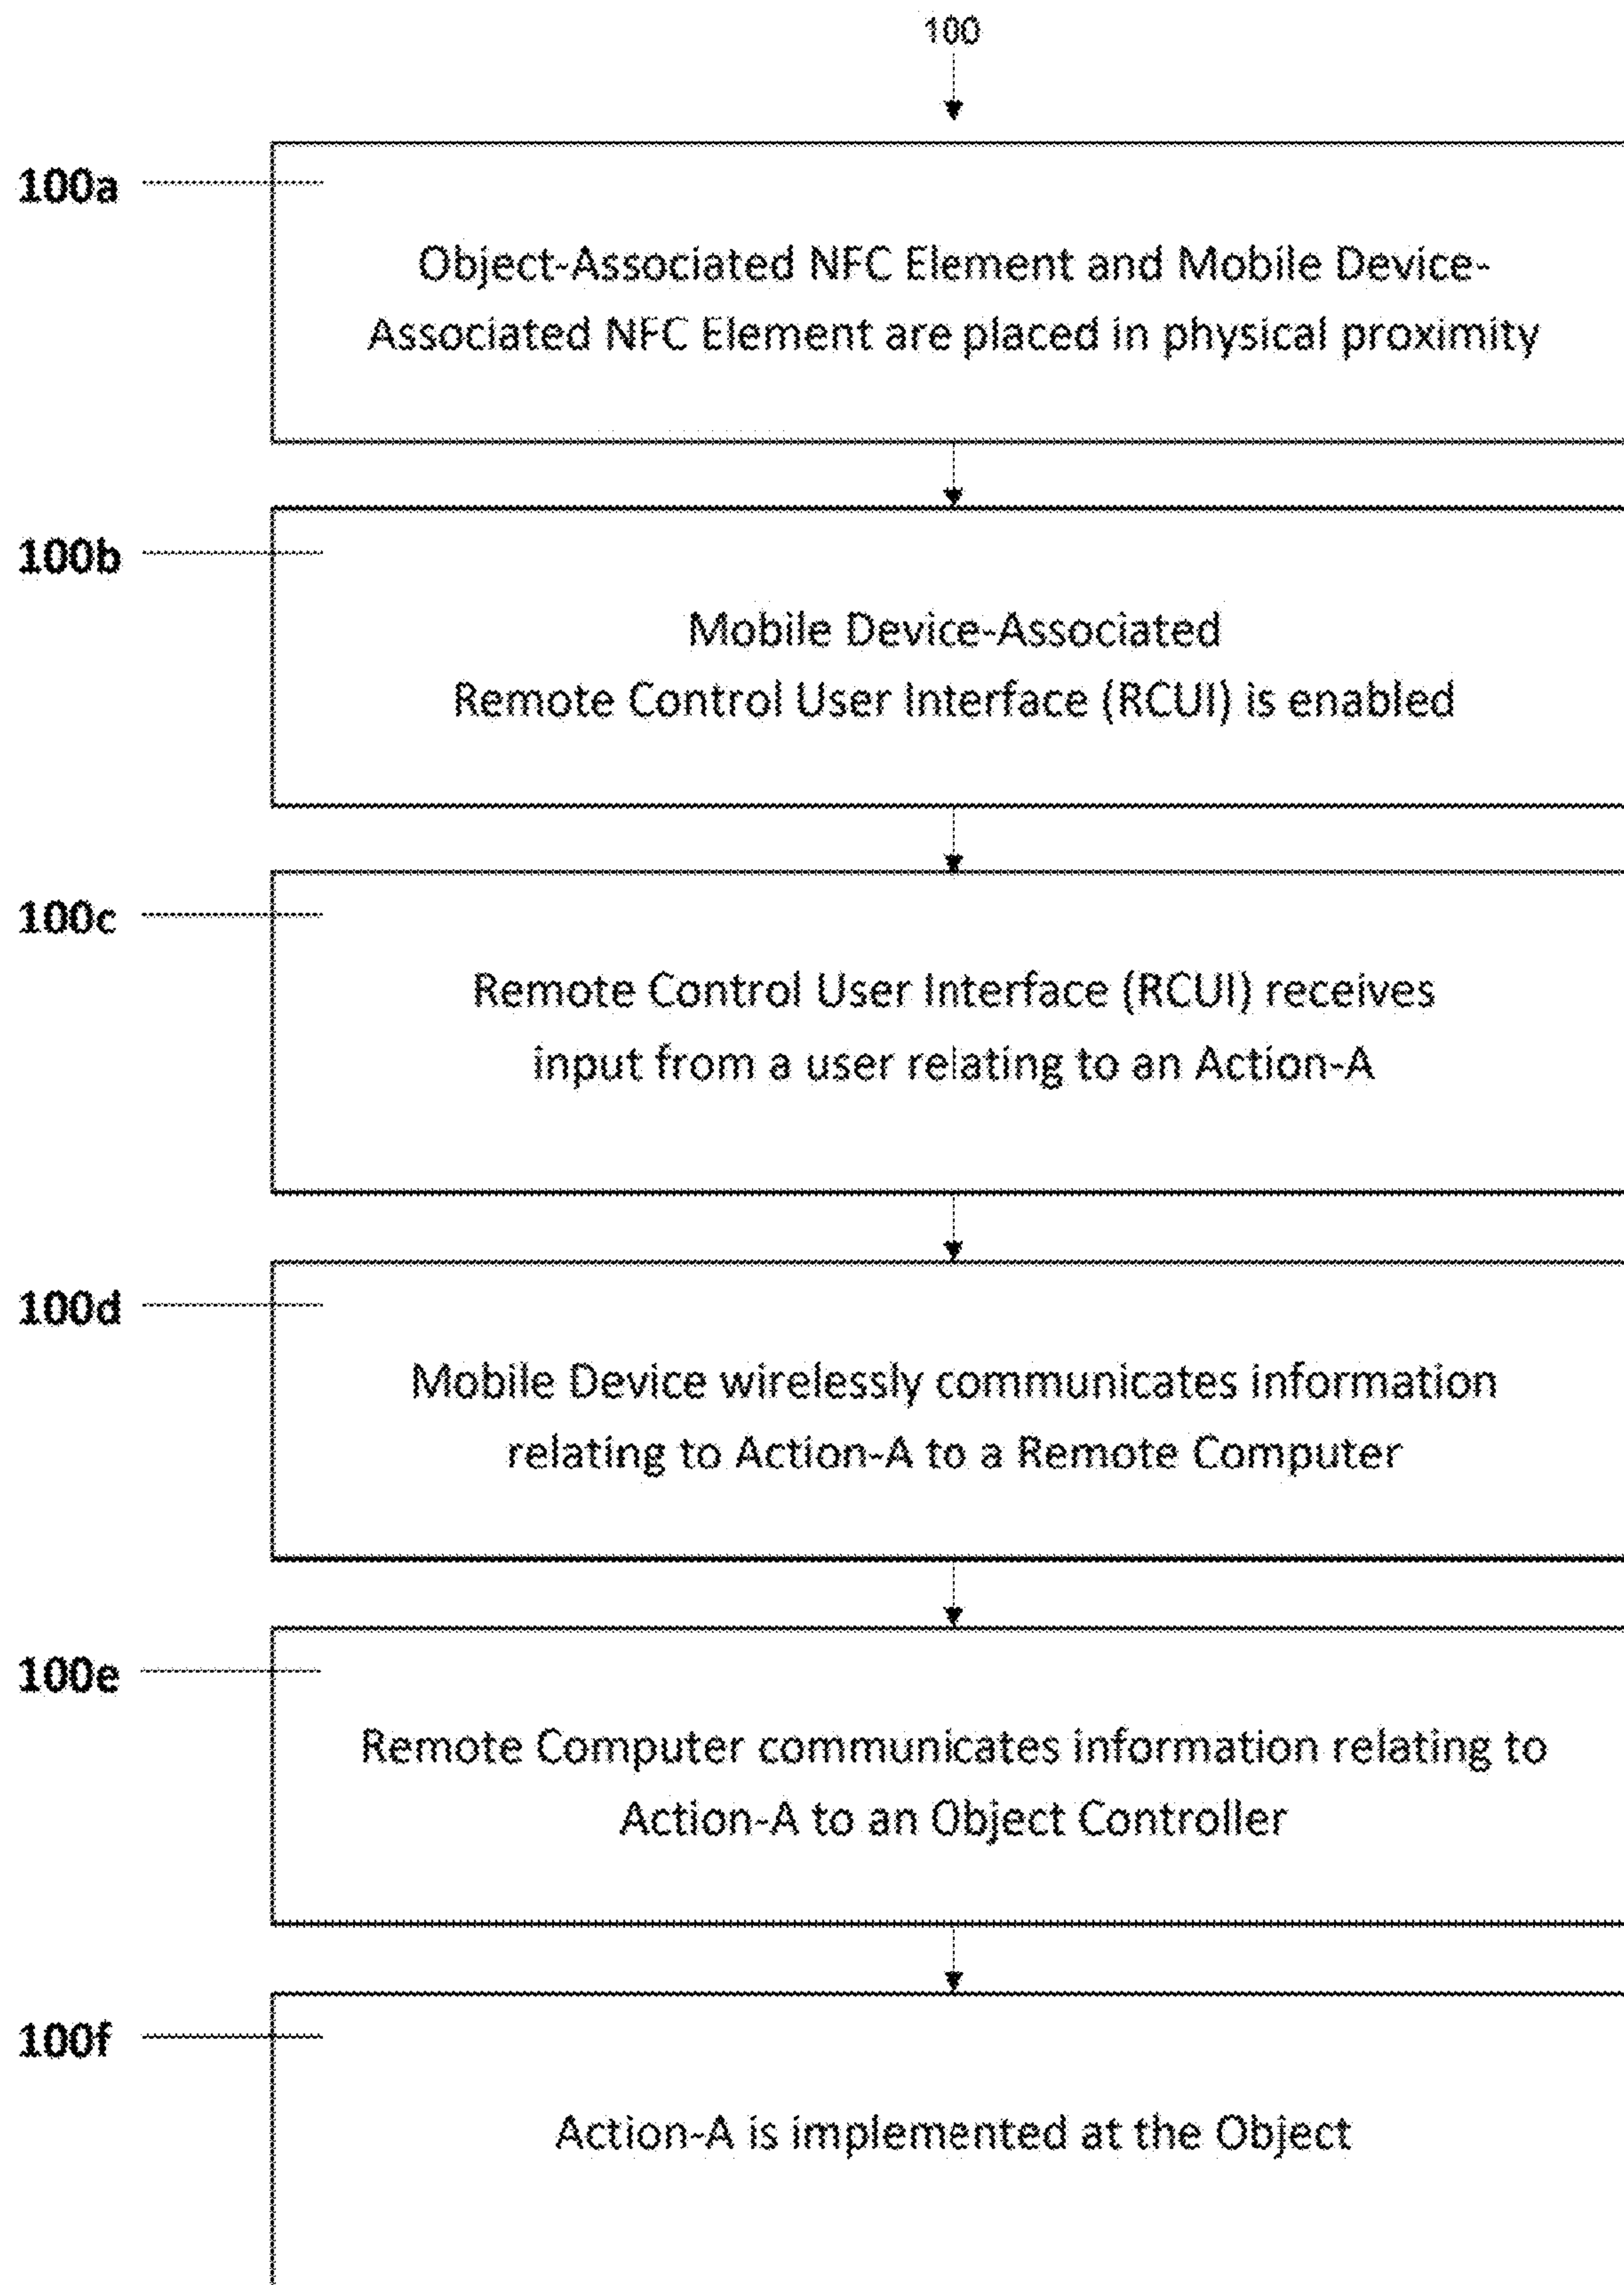 100
100a
Object-Associated NFC Element and Mobile Device-
Associated NFC Element are placed in physical proximity
100b
Mobile Device-Associated
Remote Control User Interface (RCUI) is enabled
100c
Remote Control User Interface (RCUI) receives
input from a user relating to an Action-A
100d
Mobile Device wirelessly communicates information
relating to Action-A to a Remote Computer
100e
Remote Computer communicates information relating to
Action-A to an Object Controller
100f
Action-A is implemented at the Object